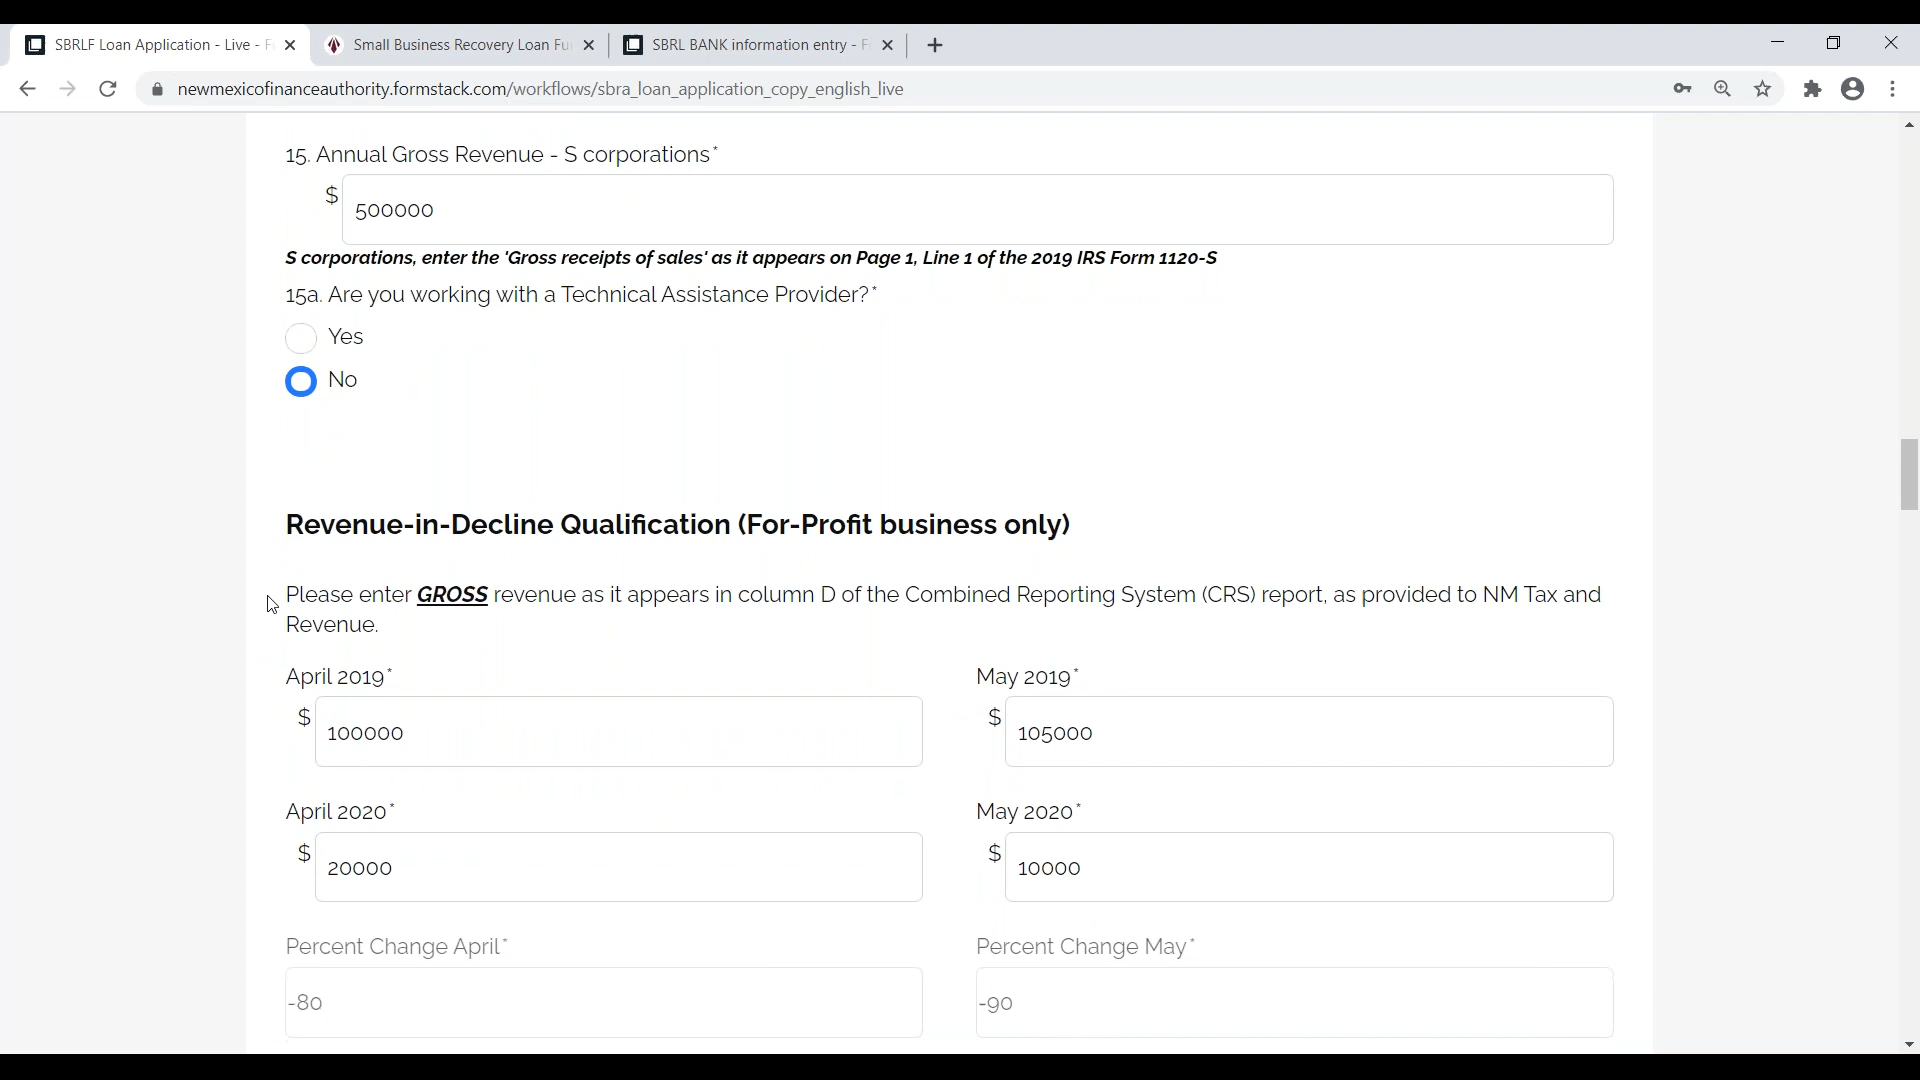 SBRLF Loan Application - Live - F
Small Business Recovery Loan Fu
SBRL BANK information entry - F
newmexicofinanceauthority.formstack.com/workflows/sbra_loan_application_copy_english_live
15. Annual Gross Revenue - S corporations*
$ 500000
S corporations, enter the 'Gross receipts of sales' as it appears on Page 1, Line 1 of the 2019 IRS Form 1120-S
15a. Are you working with a Technical Assistance Provider?*
Yes
No
Revenue-in-Decline Qualification (For-Profit business only)
Please enter GROSS revenue as it appears in column D of the Combined Reporting System (CRS) report, as provided to NM Tax and
Revenue.
April 2019*
$ 100000
May 2019*
$ 105000
April 2020*
$ 20000
May 2020*
$ 10000
Percent Change April*
-80
Percent Change May*
-90